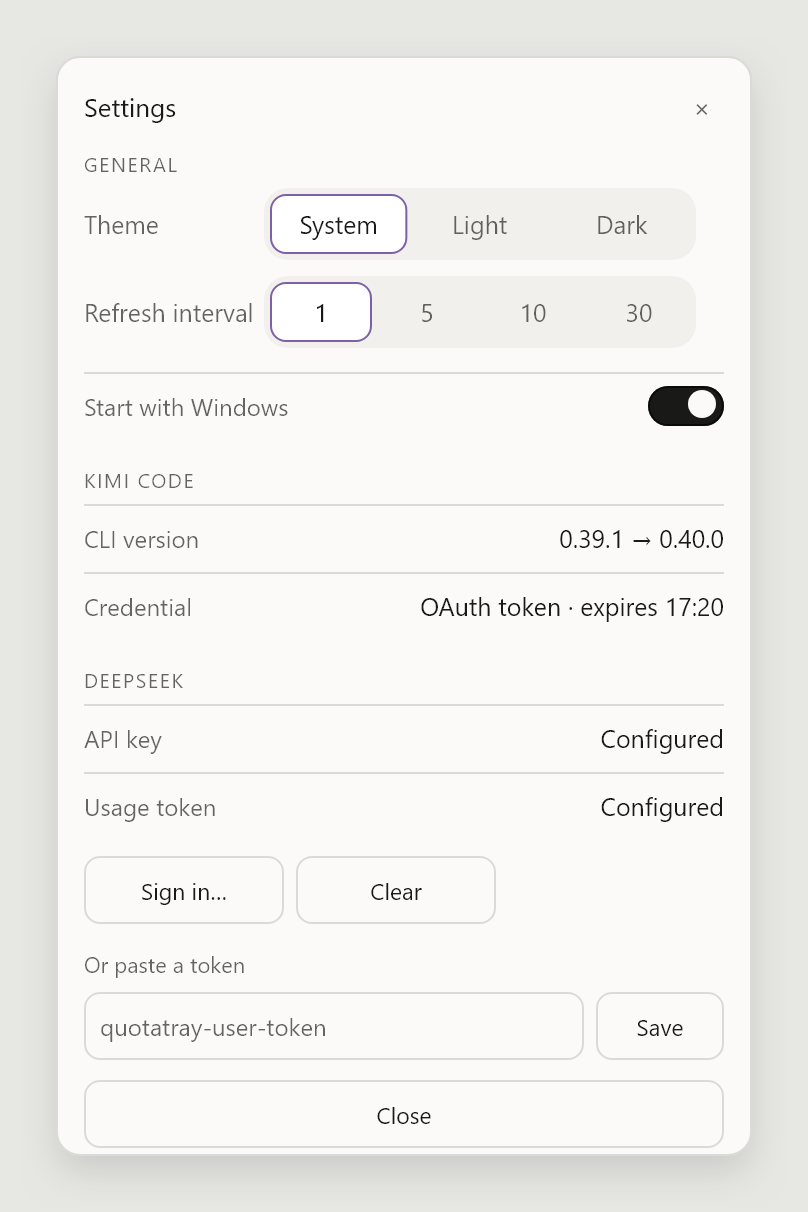 Settings ×
GENERAL
Theme System Light Dark
Refresh interval 1 5 10 30
Start with Windows
KIMI CODE
CLI version 0.39.1 → 0.40.0
Credential OAuth token · expires 17:20
DEEPSEEK
API key Configured
Usage token Configured
Sign in... Clear
Or paste a token
quotatray-user-token Save
Close